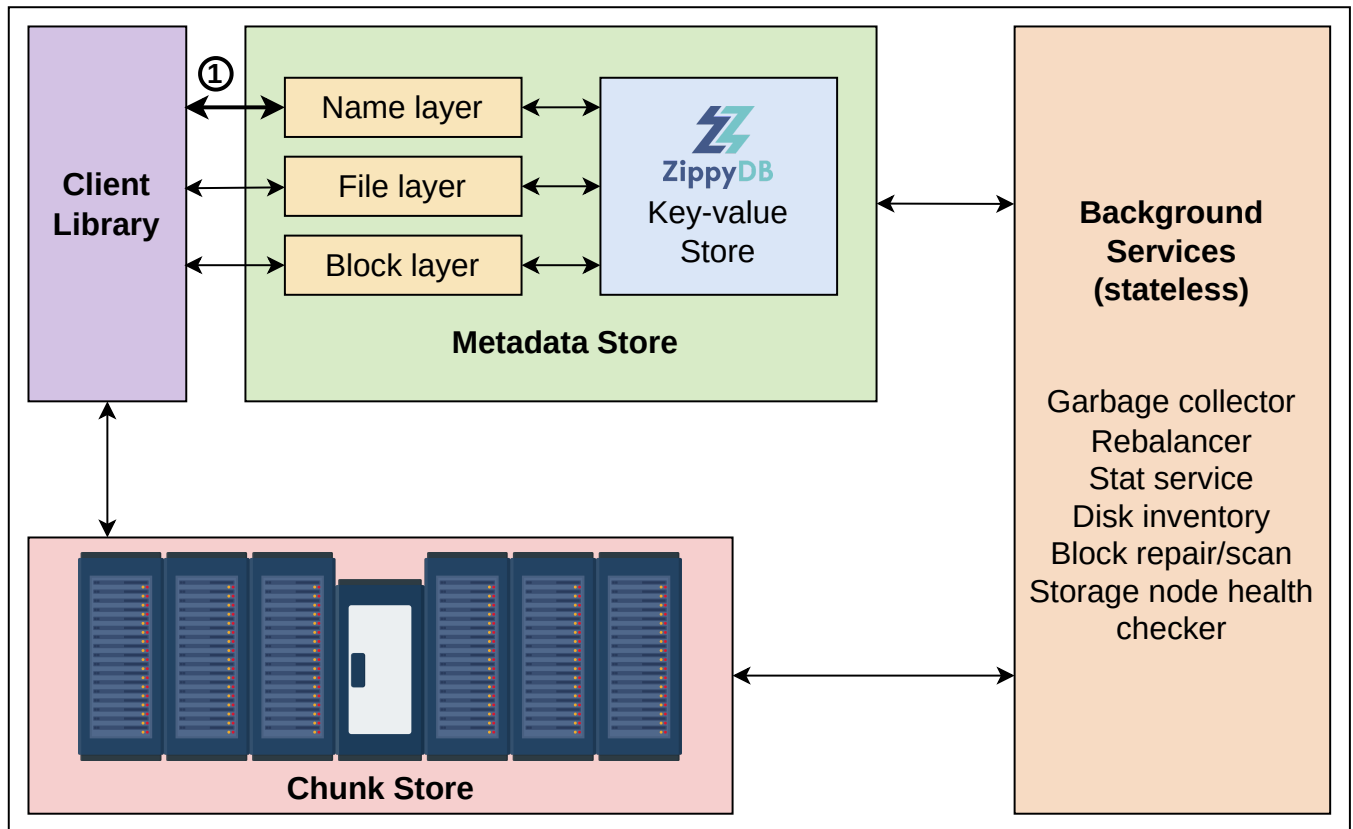 Client
Library
1
Name layer
File layer
Block layer
ZippyDB
Key-value
Store
Metadata Store
Background
Services
(stateless)
Garbage collector
Rebalancer
Stat service
Disk inventory
Block repair/scan
Storage node health
checker
Chunk Store